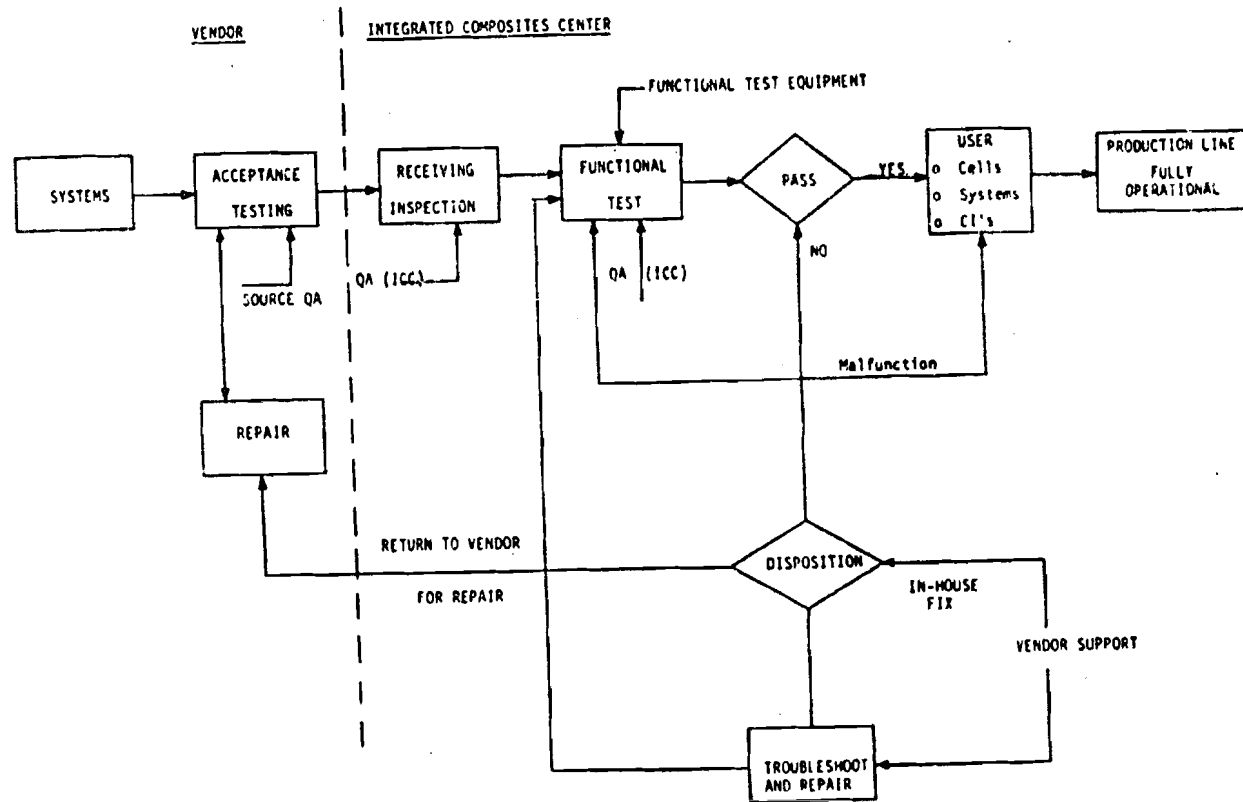 VENDOR
INTEGRATED COMPOSITES CENTER
FUNCTIONAL TEST EQUIPMENT
SYSTEMS
ACCEPTANCE
TESTING
RECEIVING
INSPECTION
FUNCTIONAL
TEST
PASS
YES
USER
o Cells
o Systems
o CI's
PRODUCTION LINE
FULLY
OPERATIONAL
NO
SOURCE QA
QA (ICC)
QA (ICC)
Malfunction
REPAIR
RETURN TO VENDOR
FOR REPAIR
DISPOSITION
IN-HOUSE
FIX
VENDOR SUPPORT
TROUBLESHOOT
AND REPAIR